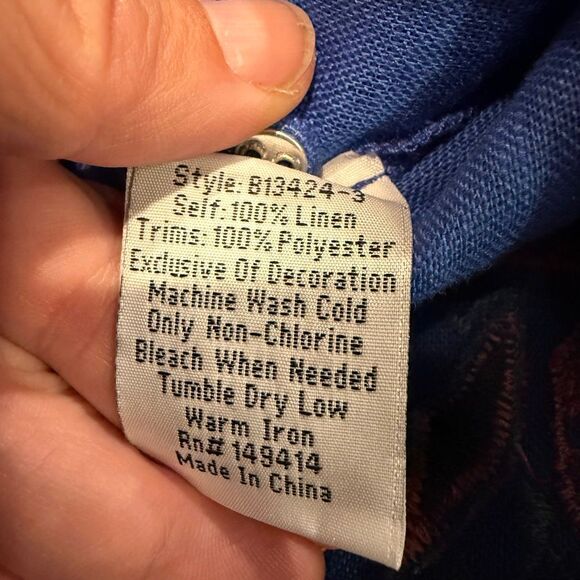 Style: B13424-3
Self: 100% Linen
Trims: 100% Polyester
Exclusive Of Decoration
Machine Wash Cold
Only Non-Chlorine
Bleach When Needed
Tumble Dry Low
Warm Iron
Rn# 149414
Made In China